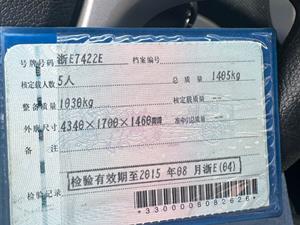 号牌号码 浙E7422E 档案编号
核定载人数 5人 总质量 1405kg
整备质量 1030kg 核定载质量 --
外廓尺寸 4340×1700×1460mm 准牵引总质量 --
备注
检验记录 检验有效期至2015 年08 月浙E(04)
*3300006082626*